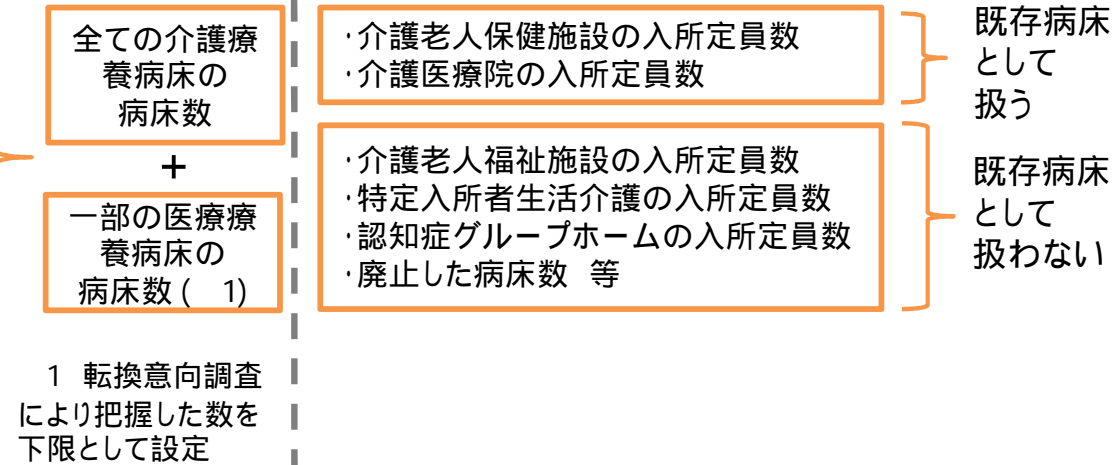 全ての介護療
養病床の
病床数
+
一部の医療療
養病床の
病床数( 1)
1 転換意向調査
により把握した数を
下限として設定
·介護老人保健施設の入所定員数
·介護医療院の入所定員数
·介護老人福祉施設の入所定員数
·特定入所者生活介護の入所定員数
·認知症グループホームの入所定員数
·廃止した病床数 等
既存病床
として
扱う
既存病床
として
扱わない